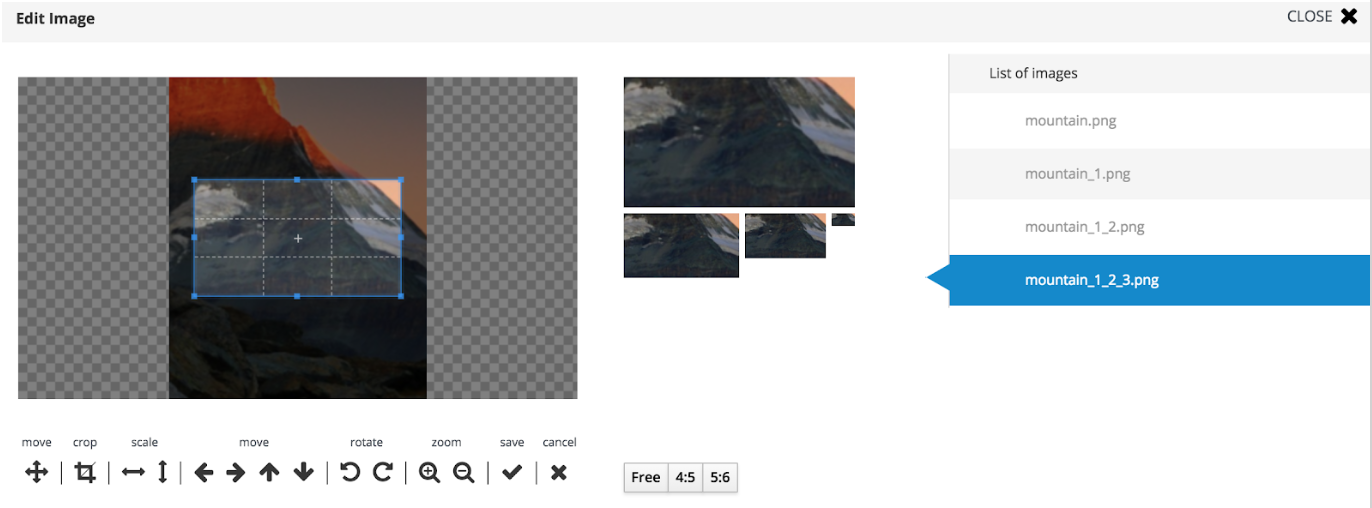 Edit Image
CLOSE
List of images
mountain.png
mountain_1.png
mountain_1_2.png
mountain_1_2_3.png
move crop scale move rotate zoom save cancel
Free 4:5 5:6